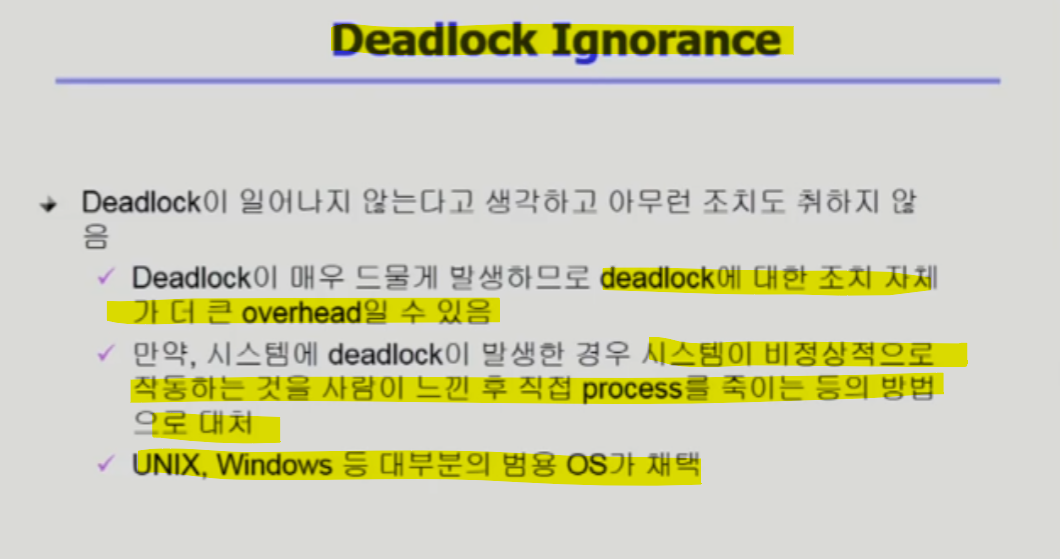 Deadlock Ignorance
Deadlock이 일어나지 않는다고 생각하고 아무런 조치도 취하지 않
음
Deadlock이 매우 드물게 발생하므로 deadlock에 대한 조치 자체
가 더 큰 overhead일 수 있음
만약, 시스템에 deadlock이 발생한 경우 시스템이 비정상적으로
작동하는 것을 사람이 느낀 후 직접 process를 죽이는 등의 방법
으로 대처
UNIX, Windows 등 대부분의 범용 OS가 채택